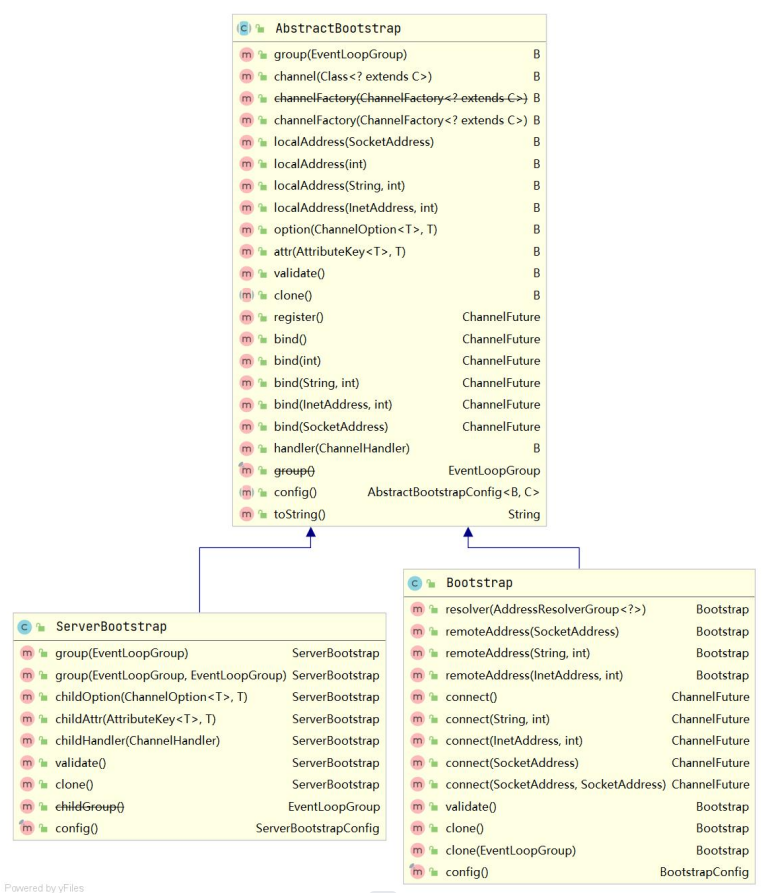 AbstractBootstrap
group(EventLoopGroup) B
channel(Class<? extends C>) B
channelFactory(ChannelFactory<? extends C>) B
channelFactory(ChannelFactory<? extends C>) B
localAddress(SocketAddress) B
localAddress(int) B
localAddress(String, int) B
localAddress(InetAddress, int) B
option(ChannelOption<T>, T) B
attr(AttributeKey<T>, T) B
validate() B
clone() B
register() ChannelFuture
bind() ChannelFuture
bind(int) ChannelFuture
bind(String, int) ChannelFuture
bind(InetAddress, int) ChannelFuture
bind(SocketAddress) ChannelFuture
handler(ChannelHandler) B
group() EventLoopGroup
config() AbstractBootstrapConfig<B, C>
toString() String
ServerBootstrap
group(EventLoopGroup) ServerBootstrap
group(EventLoopGroup, EventLoopGroup) ServerBootstrap
childOption(ChannelOption<T>, T) ServerBootstrap
childAttr(AttributeKey<T>, T) ServerBootstrap
childHandler(ChannelHandler) ServerBootstrap
validate() ServerBootstrap
clone() ServerBootstrap
childGroup() EventLoopGroup
config() ServerBootstrapConfig
Bootstrap
resolver(AddressResolverGroup<?>) Bootstrap
remoteAddress(SocketAddress) Bootstrap
remoteAddress(String, int) Bootstrap
remoteAddress(InetAddress, int) Bootstrap
connect() ChannelFuture
connect(String, int) ChannelFuture
connect(InetAddress, int) ChannelFuture
connect(SocketAddress) ChannelFuture
connect(SocketAddress, SocketAddress) ChannelFuture
validate() Bootstrap
clone() Bootstrap
clone(EventLoopGroup) Bootstrap
config() BootstrapConfig
Powered by yFiles